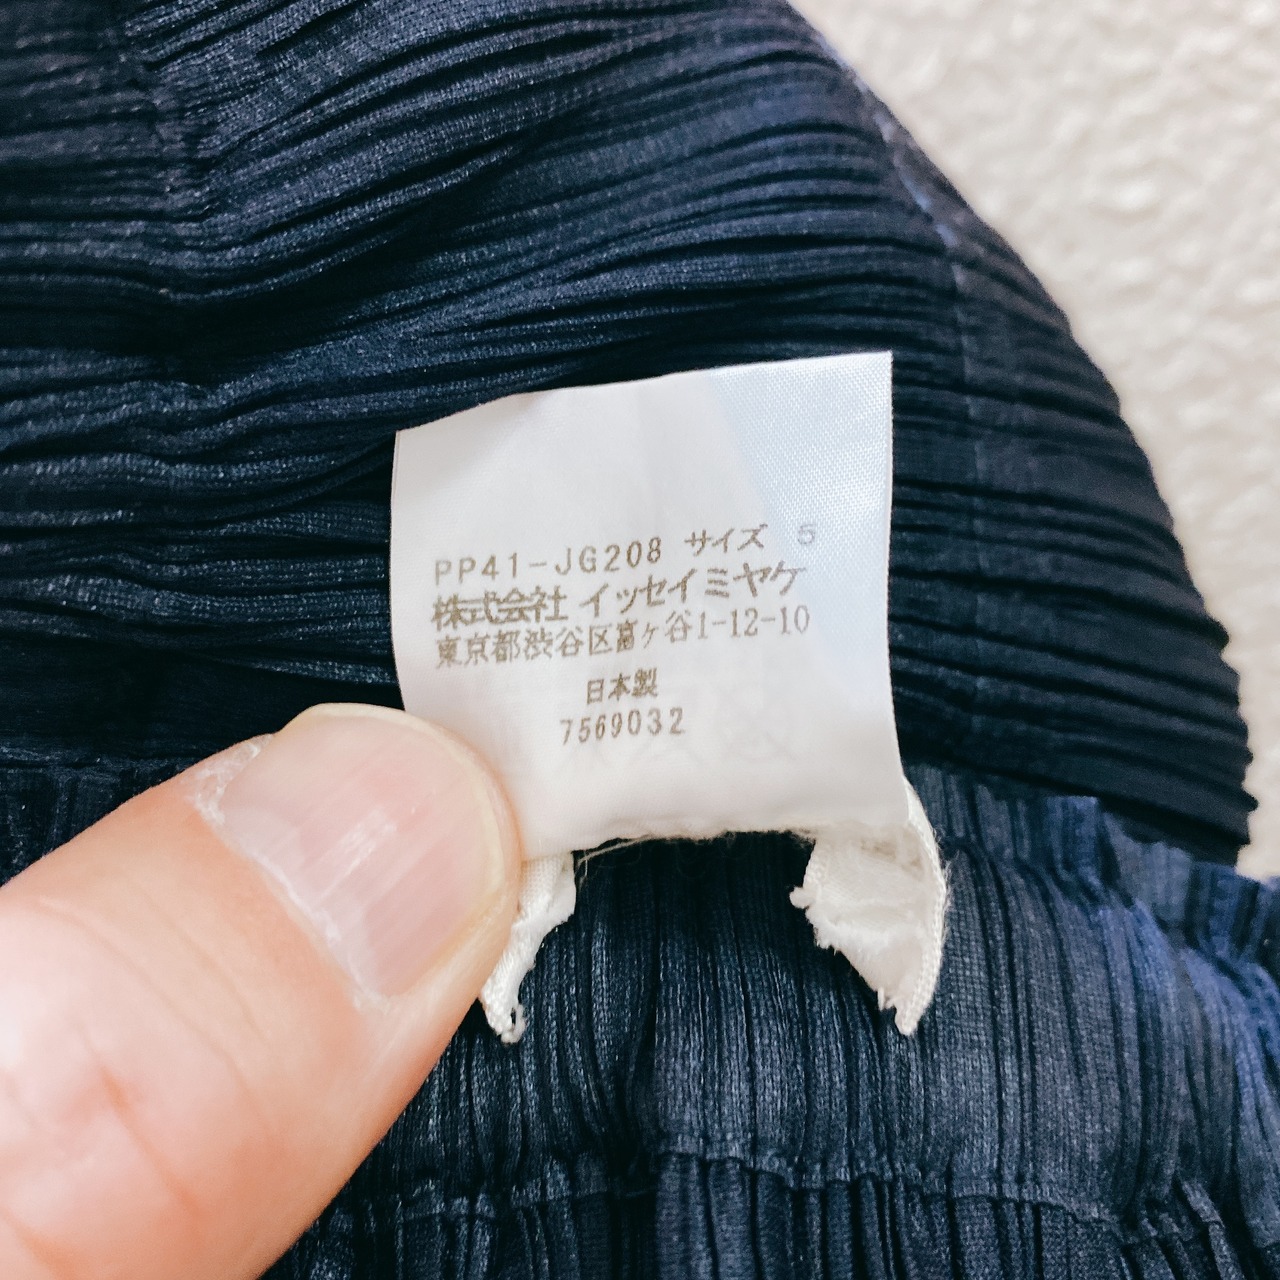 PP41-JG208 サイズ 5
株式会社 イッセイミヤケ
東京都渋谷区富ヶ谷1-12-10
日本製
7569032